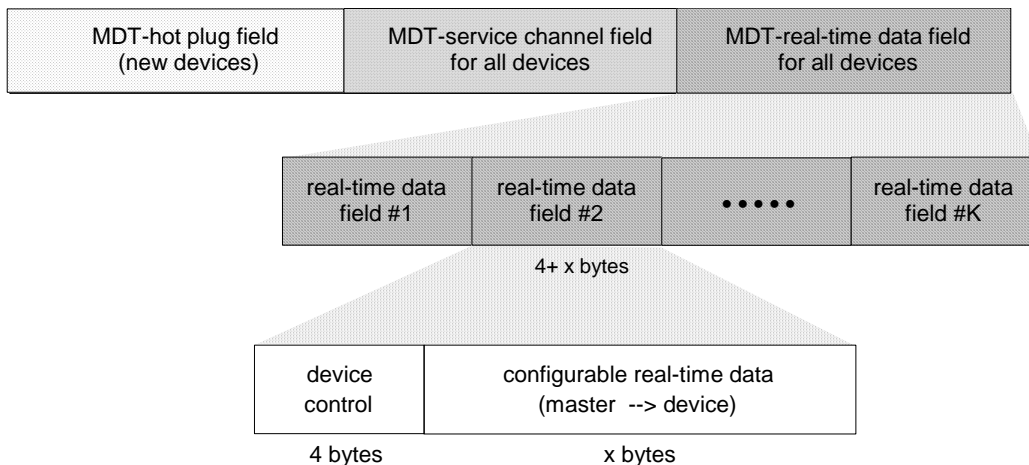 MDT-hot plug field
(new devices)
MDT-service channel field
for all devices
MDT-real-time data field
for all devices
real-time data
field #1
real-time data
field #2
•••••
real-time data
field #K
4+ x bytes
device
control
configurable real-time data
(master --> device)
4 bytes
x bytes